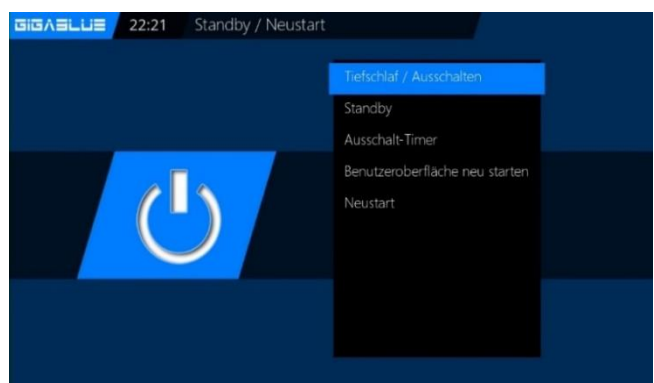 GIGABLUE 22:21 Standby / Neustart
Tiefschlaf / Ausschalten
Standby
Ausschalt-Timer
Benutzeroberfläche neu starten
Neustart